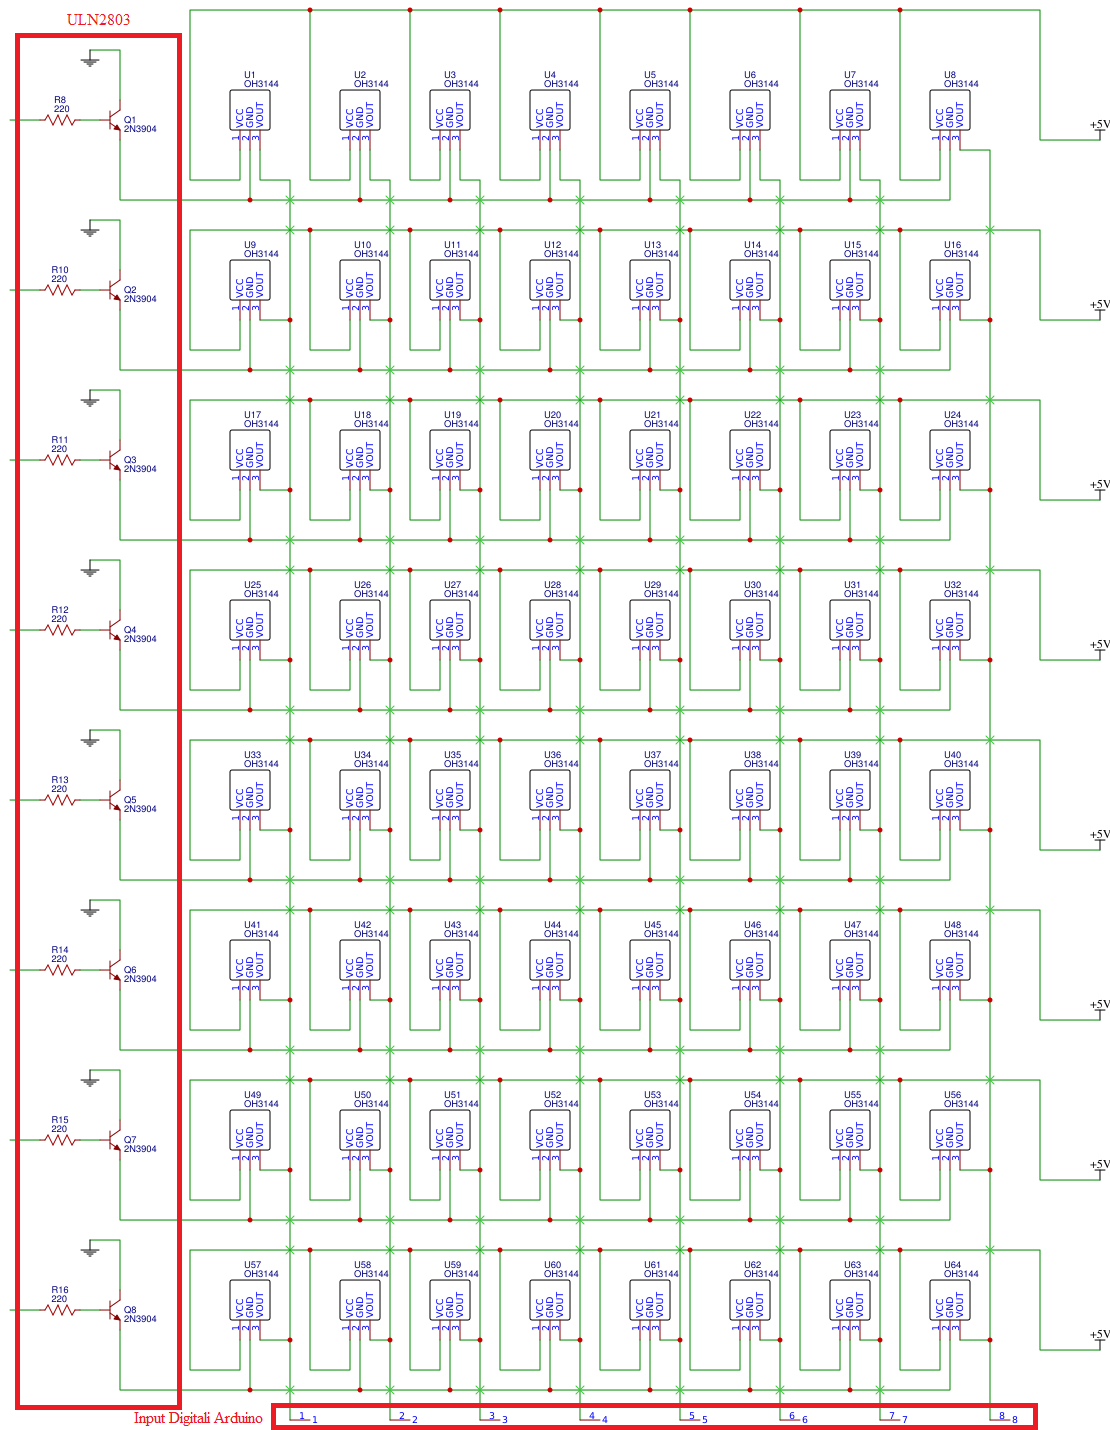 ULN2803
U1 U2 U3 U4 U5 U6 U7 U8
OH3144 OH3144 OH3144 OH3144 OH3144 OH3144 OH3144 OH3144
R8
220
VCC GND VOUT VCC GND VOUT VCC GND VOUT VCC GND VOUT VCC GND VOUT VCC GND VOUT VCC GND VOUT VCC GND VOUT
Q1
2N3904
+5V
1 2 3 1 2 3 1 2 3 1 2 3 1 2 3 1 2 3 1 2 3 1 2 3
U9 U10 U11 U12 U13 U14 U15 U16
OH3144 OH3144 OH3144 OH3144 OH3144 OH3144 OH3144 OH3144
R10
220
VCC GND VOUT VCC GND VOUT VCC GND VOUT VCC GND VOUT VCC GND VOUT VCC GND VOUT VCC GND VOUT VCC GND VOUT
Q2
2N3904
+5V
1 2 3 1 2 3 1 2 3 1 2 3 1 2 3 1 2 3 1 2 3 1 2 3
U17 U18 U19 U20 U21 U22 U23 U24
OH3144 OH3144 OH3144 OH3144 OH3144 OH3144 OH3144 OH3144
R11
220
VCC GND VOUT VCC GND VOUT VCC GND VOUT VCC GND VOUT VCC GND VOUT VCC GND VOUT VCC GND VOUT VCC GND VOUT
Q3
2N3904
+5V
1 2 3 1 2 3 1 2 3 1 2 3 1 2 3 1 2 3 1 2 3 1 2 3
U25 U26 U27 U28 U29 U30 U31 U32
OH3144 OH3144 OH3144 OH3144 OH3144 OH3144 OH3144 OH3144
R12
220
VCC GND VOUT VCC GND VOUT VCC GND VOUT VCC GND VOUT VCC GND VOUT VCC GND VOUT VCC GND VOUT VCC GND VOUT
Q4
2N3904
+5V
1 2 3 1 2 3 1 2 3 1 2 3 1 2 3 1 2 3 1 2 3 1 2 3
U33 U34 U35 U36 U37 U38 U39 U40
OH3144 OH3144 OH3144 OH3144 OH3144 OH3144 OH3144 OH3144
R13
220
VCC GND VOUT VCC GND VOUT VCC GND VOUT VCC GND VOUT VCC GND VOUT VCC GND VOUT VCC GND VOUT VCC GND VOUT
Q5
2N3904
+5V
1 2 3 1 2 3 1 2 3 1 2 3 1 2 3 1 2 3 1 2 3 1 2 3
U41 U42 U43 U44 U45 U46 U47 U48
OH3144 OH3144 OH3144 OH3144 OH3144 OH3144 OH3144 OH3144
R14
220
VCC GND VOUT VCC GND VOUT VCC GND VOUT VCC GND VOUT VCC GND VOUT VCC GND VOUT VCC GND VOUT VCC GND VOUT
Q6
2N3904
+5V
1 2 3 1 2 3 1 2 3 1 2 3 1 2 3 1 2 3 1 2 3 1 2 3
U49 U50 U51 U52 U53 U54 U55 U56
OH3144 OH3144 OH3144 OH3144 OH3144 OH3144 OH3144 OH3144
R15
220
VCC GND VOUT VCC GND VOUT VCC GND VOUT VCC GND VOUT VCC GND VOUT VCC GND VOUT VCC GND VOUT VCC GND VOUT
Q7
2N3904
+5V
1 2 3 1 2 3 1 2 3 1 2 3 1 2 3 1 2 3 1 2 3 1 2 3
U57 U58 U59 U60 U61 U62 U63 U64
OH3144 OH3144 OH3144 OH3144 OH3144 OH3144 OH3144 OH3144
R16
220
VCC GND VOUT VCC GND VOUT VCC GND VOUT VCC GND VOUT VCC GND VOUT VCC GND VOUT VCC GND VOUT VCC GND VOUT
Q8
2N3904
+5V
1 2 3 1 2 3 1 2 3 1 2 3 1 2 3 1 2 3 1 2 3 1 2 3
Input Digitali Arduino 1 1 2 2 3 3 4 4 5 5 6 6 7 7 8 8